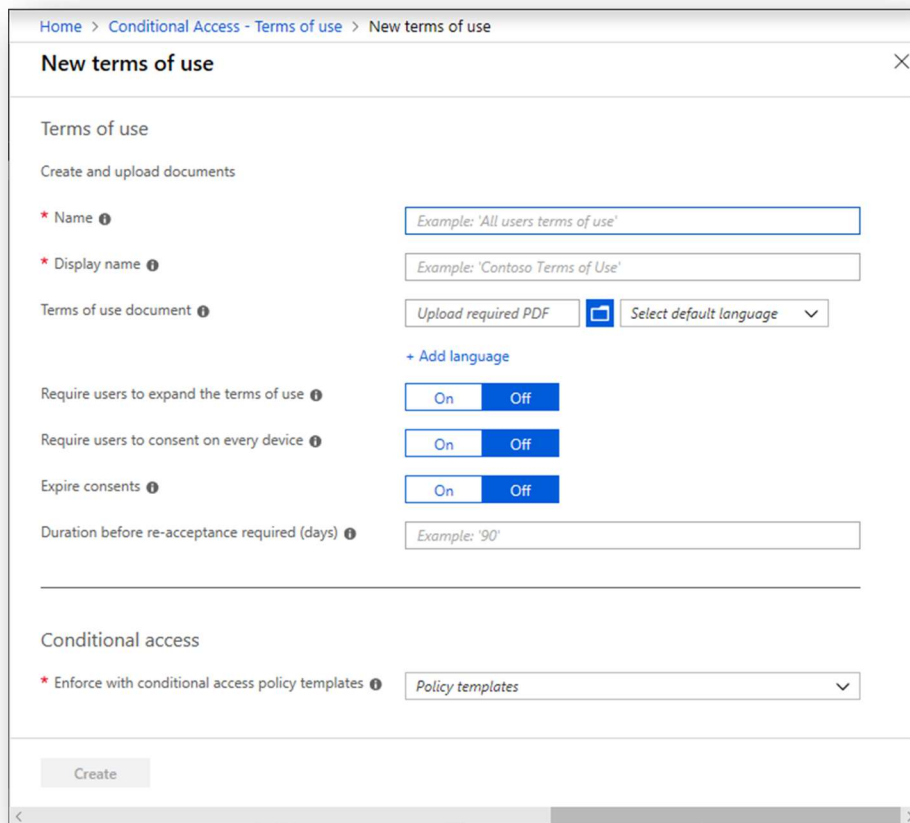 Home > Conditional Access - Terms of use > New terms of use
New terms of use
Terms of use
Create and upload documents
* Name
Example: 'All users terms of use'
* Display name
Example: 'Contoso Terms of Use'
Terms of use document
Upload required PDF
Select default language
+ Add language
Require users to expand the terms of use
On Off
Require users to consent on every device
On Off
Expire consents
On Off
Duration before re-acceptance required (days)
Example: '90'
Conditional access
* Enforce with conditional access policy templates
Policy templates
Create